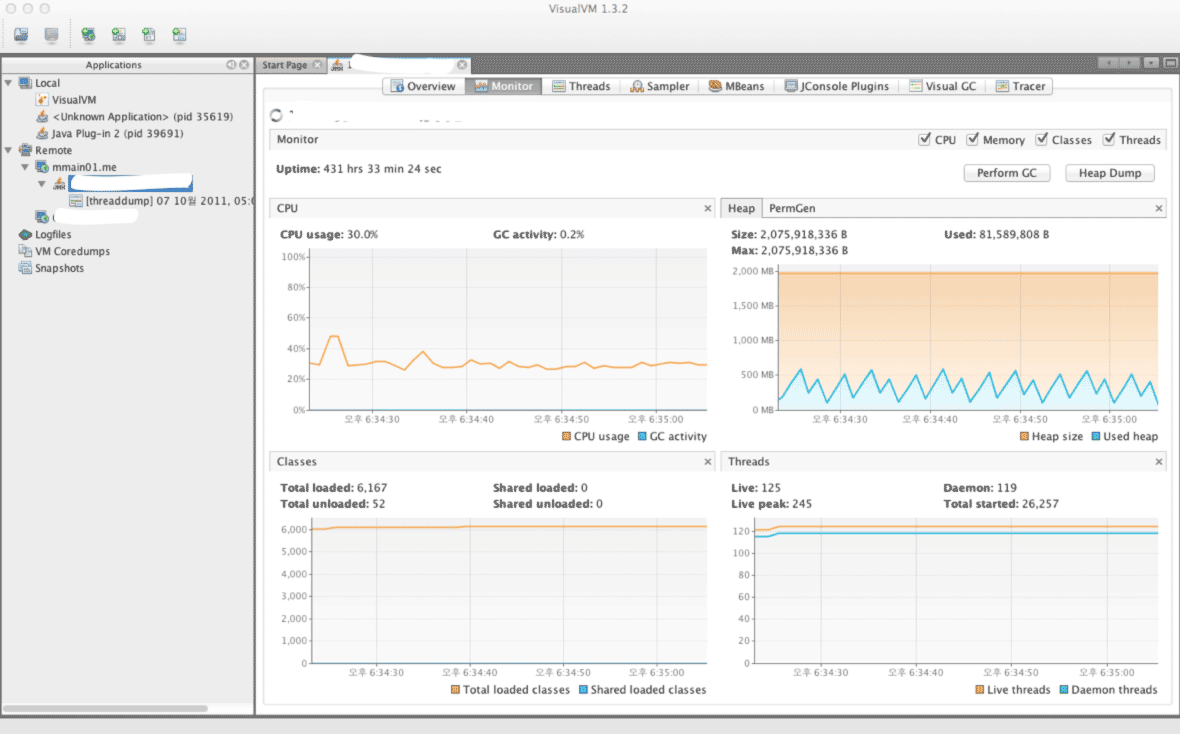 VisualVM 1.3.2
Applications
Local
VisualVM
<Unknown Application> (pid 35619)
Java Plug-in 2 (pid 39691)
Remote
mmain01.me
JMX
[threaddump] 07 10월 2011, 05:0
Logfiles
VM Coredumps
Snapshots
Start Page
JMX
Overview Monitor Threads Sampler MBeans JConsole Plugins Visual GC Tracer
Monitor CPU Memory Classes Threads
Uptime: 431 hrs 33 min 24 sec Perform GC Heap Dump
CPU
CPU usage: 30.0% GC activity: 0.2%
100%
80%
60%
40%
20%
0%
오후 6:34:30 오후 6:34:40 오후 6:34:50 오후 6:35:00
CPU usage GC activity
Heap PermGen
Size: 2,075,918,336 B Used: 81,589,808 B
Max: 2,075,918,336 B
2,000 MB
1,500 MB
1,000 MB
500 MB
0 MB
오후 6:34:30 오후 6:34:40 오후 6:34:50 오후 6:35:00
Heap size Used heap
Classes
Total loaded: 6,167 Shared loaded: 0
Total unloaded: 52 Shared unloaded: 0
6,000
5,000
4,000
3,000
2,000
1,000
0
오후 6:34:30 오후 6:34:40 오후 6:34:50 오후 6:35:00
Total loaded classes Shared loaded classes
Threads
Live: 125 Daemon: 119
Live peak: 245 Total started: 26,257
120
100
80
60
40
20
0
오후 6:34:30 오후 6:34:40 오후 6:34:50 오후 6:35:00
Live threads Daemon threads